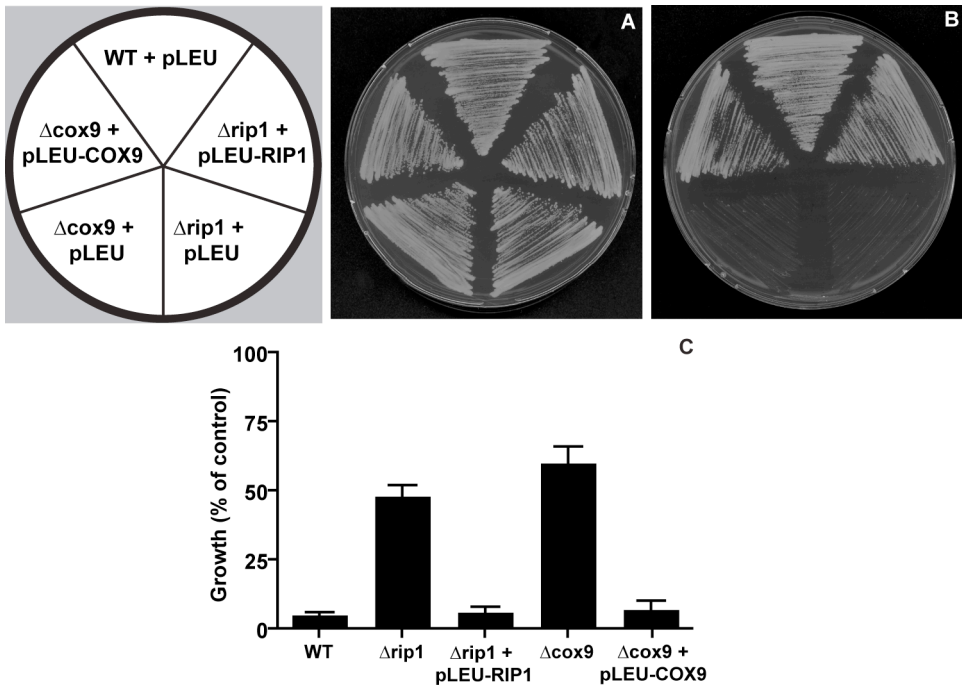 WT + pLEU
Δcox9 +
pLEU-COX9
Δrip1 +
pLEU-RIP1
Δcox9 +
pLEU
Δrip1 +
pLEU
A
B
C
Growth (% of control)
100
75
50
25
0
WT
Δrip1
Δrip1 +
pLEU-RIP1
Δcox9
Δcox9 +
pLEU-COX9